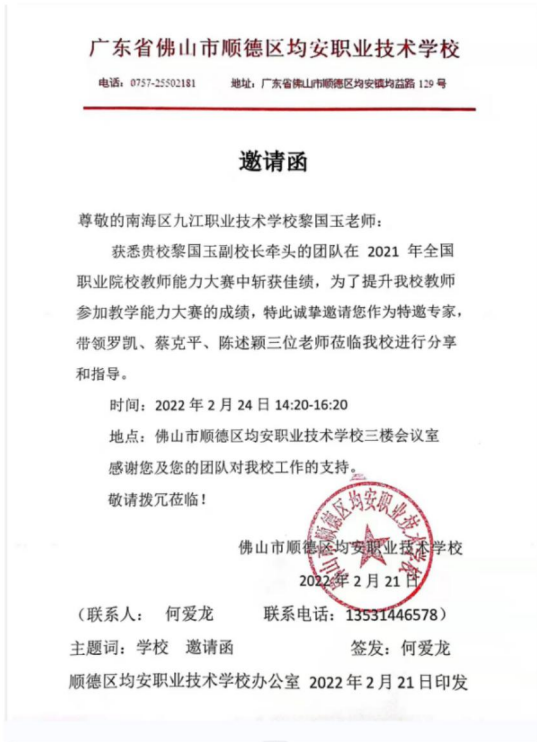 广东省佛山市顺德区均安职业技术学校
电话：0757-25502181 地址：广东省佛山市顺德区均安镇均益路 129 号
邀请函
尊敬的南海区九江职业技术学校黎国玉老师：
获悉贵校黎国玉副校长牵头的团队在 2021 年全国
职业院校教师能力大赛中斩获佳绩，为了提升我校教师
参加教学能力大赛的成绩，特此诚挚邀请您作为特邀专家，
带领罗凯、蔡克平、陈述颖三位老师莅临我校进行分享
和指导。
时间：2022 年 2 月 24 日 14:20-16:20
地点：佛山市顺德区均安职业技术学校三楼会议室
感谢您及您的团队对我校工作的支持。
敬请拨冗莅临！
佛山市顺德区均安职业技术学校
2022 年 2 月 21 日
佛山市顺德区均安职业技术学校
（联系人： 何爱龙 联系电话：13531446578）
主题词：学校 邀请函 签发：何爱龙
顺德区均安职业技术学校办公室 2022 年 2 月 21 日印发